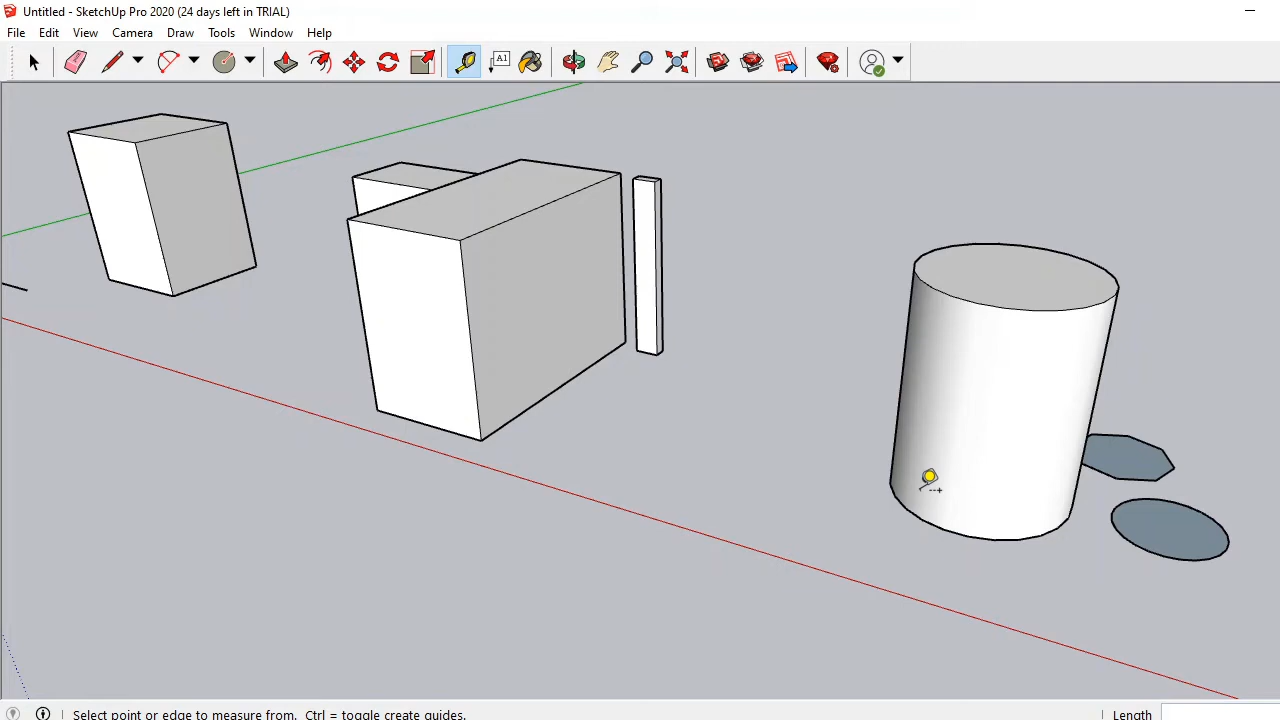 Untitled - SketchUp Pro 2020 (24 days left in TRIAL)
File Edit View Camera Draw Tools Window Help
A1
Select point or edge to measure from. Ctrl = toggle create guides. Length